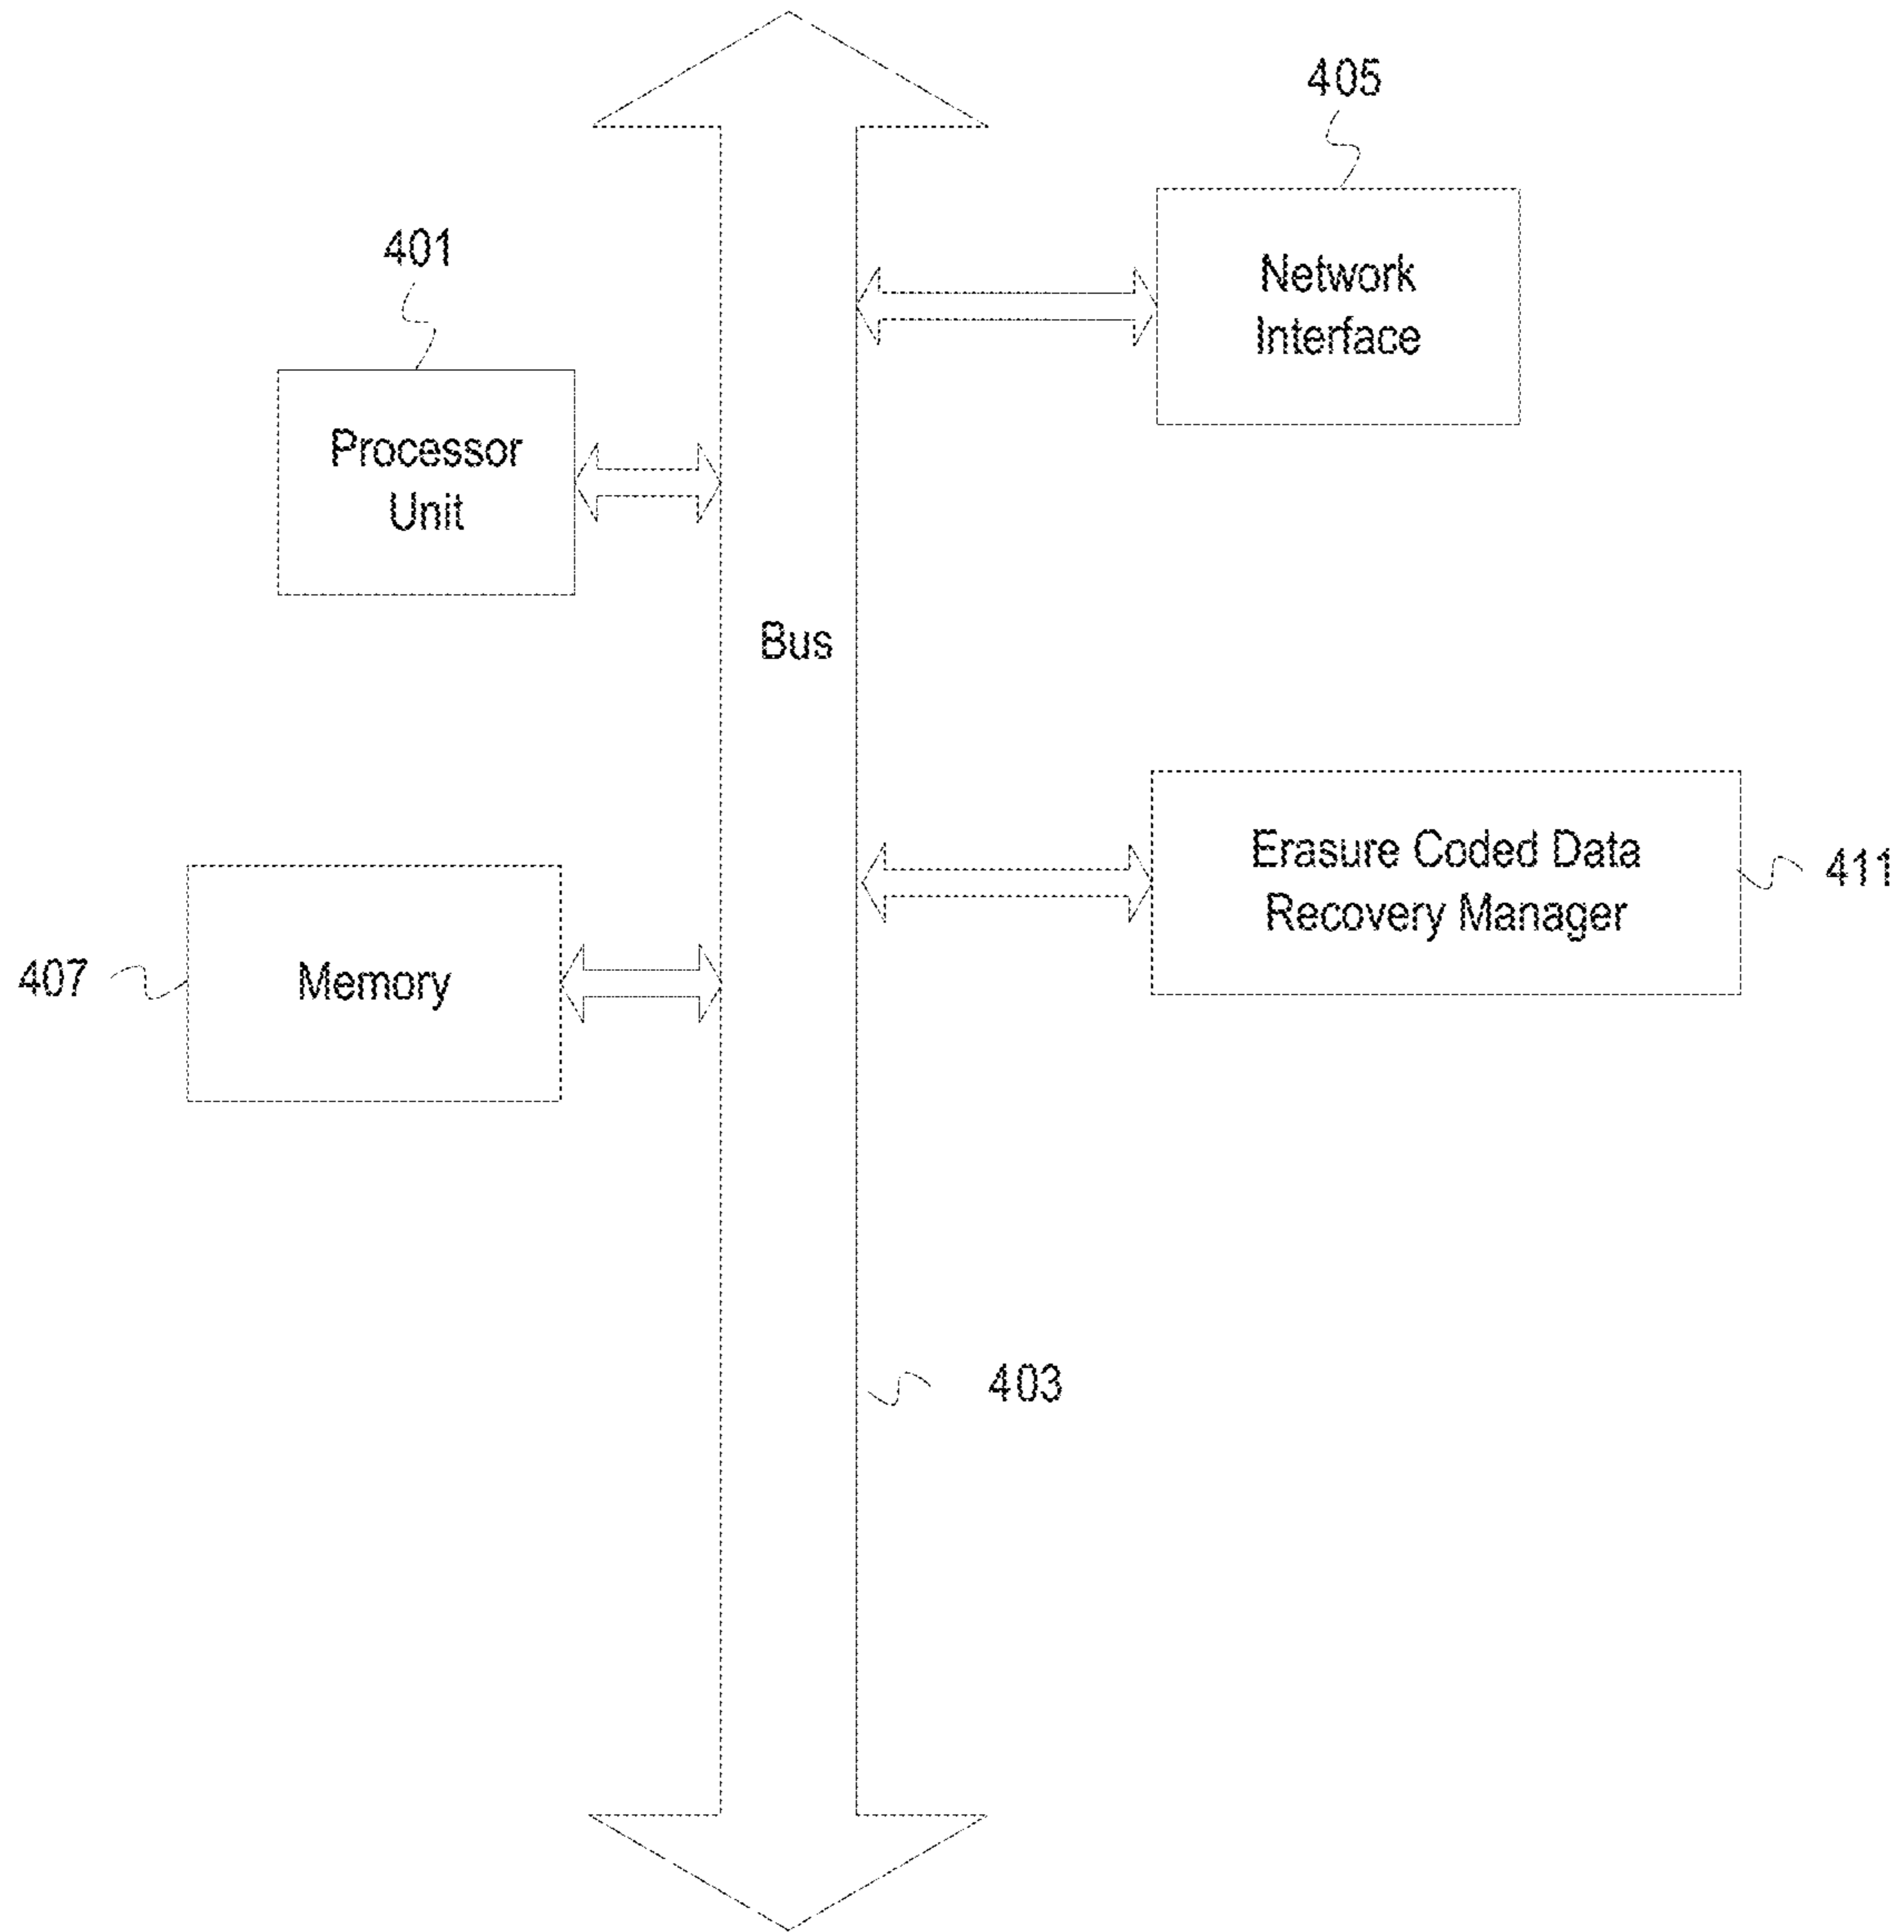 405
401
Network
Interface
Processor
Unit
Bus
Erasure Coded Data
Recovery Manager
411
407
Memory
403